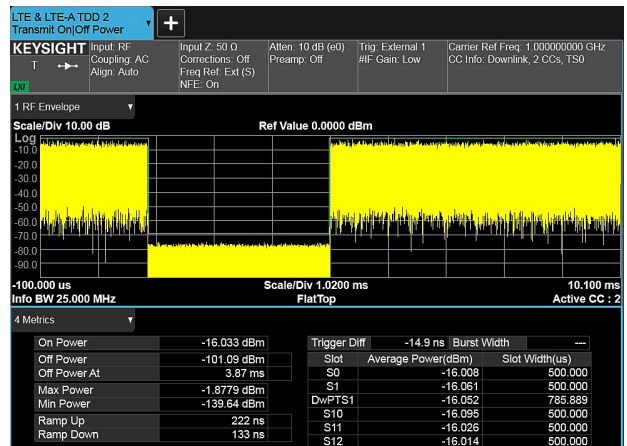 LTE & LTE-A TDD 2
Transmit On|Off Power
KEYSIGHT
T
LXI
Input: RF
Coupling: AC
Align: Auto
Input Z: 50 Ω
Corrections: Off
Freq Ref: Ext (S)
NFE: On
Atten: 10 dB (e0)
Preamp: Off
Trig: External 1
#IF Gain: Low
Carrier Ref Freq: 1.000000000 GHz
CC Info: Downlink, 2 CCs, TS0
1 RF Envelope
Scale/Div 10.00 dB
Ref Value 0.0000 dBm
Log
-10.0
-20.0
-30.0
-40.0
-50.0
-60.0
-70.0
-80.0
-90.0
-100.000 us
Scale/Div 1.0200 ms
10.100 ms
Info BW 25.000 MHz
FlatTop
Active CC : 2
4 Metrics
On Power -16.033 dBm
Off Power -101.09 dBm
Off Power At 3.87 ms
Max Power -1.8779 dBm
Min Power -139.64 dBm
Ramp Up 222 ns
Ramp Down 133 ns
Trigger Diff -14.9 ns Burst Width ---
Slot Average Power(dBm) Slot Width(us)
S0 -16.008 500.000
S1 -16.061 500.000
DwPTS1 -16.052 785.889
S10 -16.095 500.000
S11 -16.026 500.000
S12 -16.014 500.000